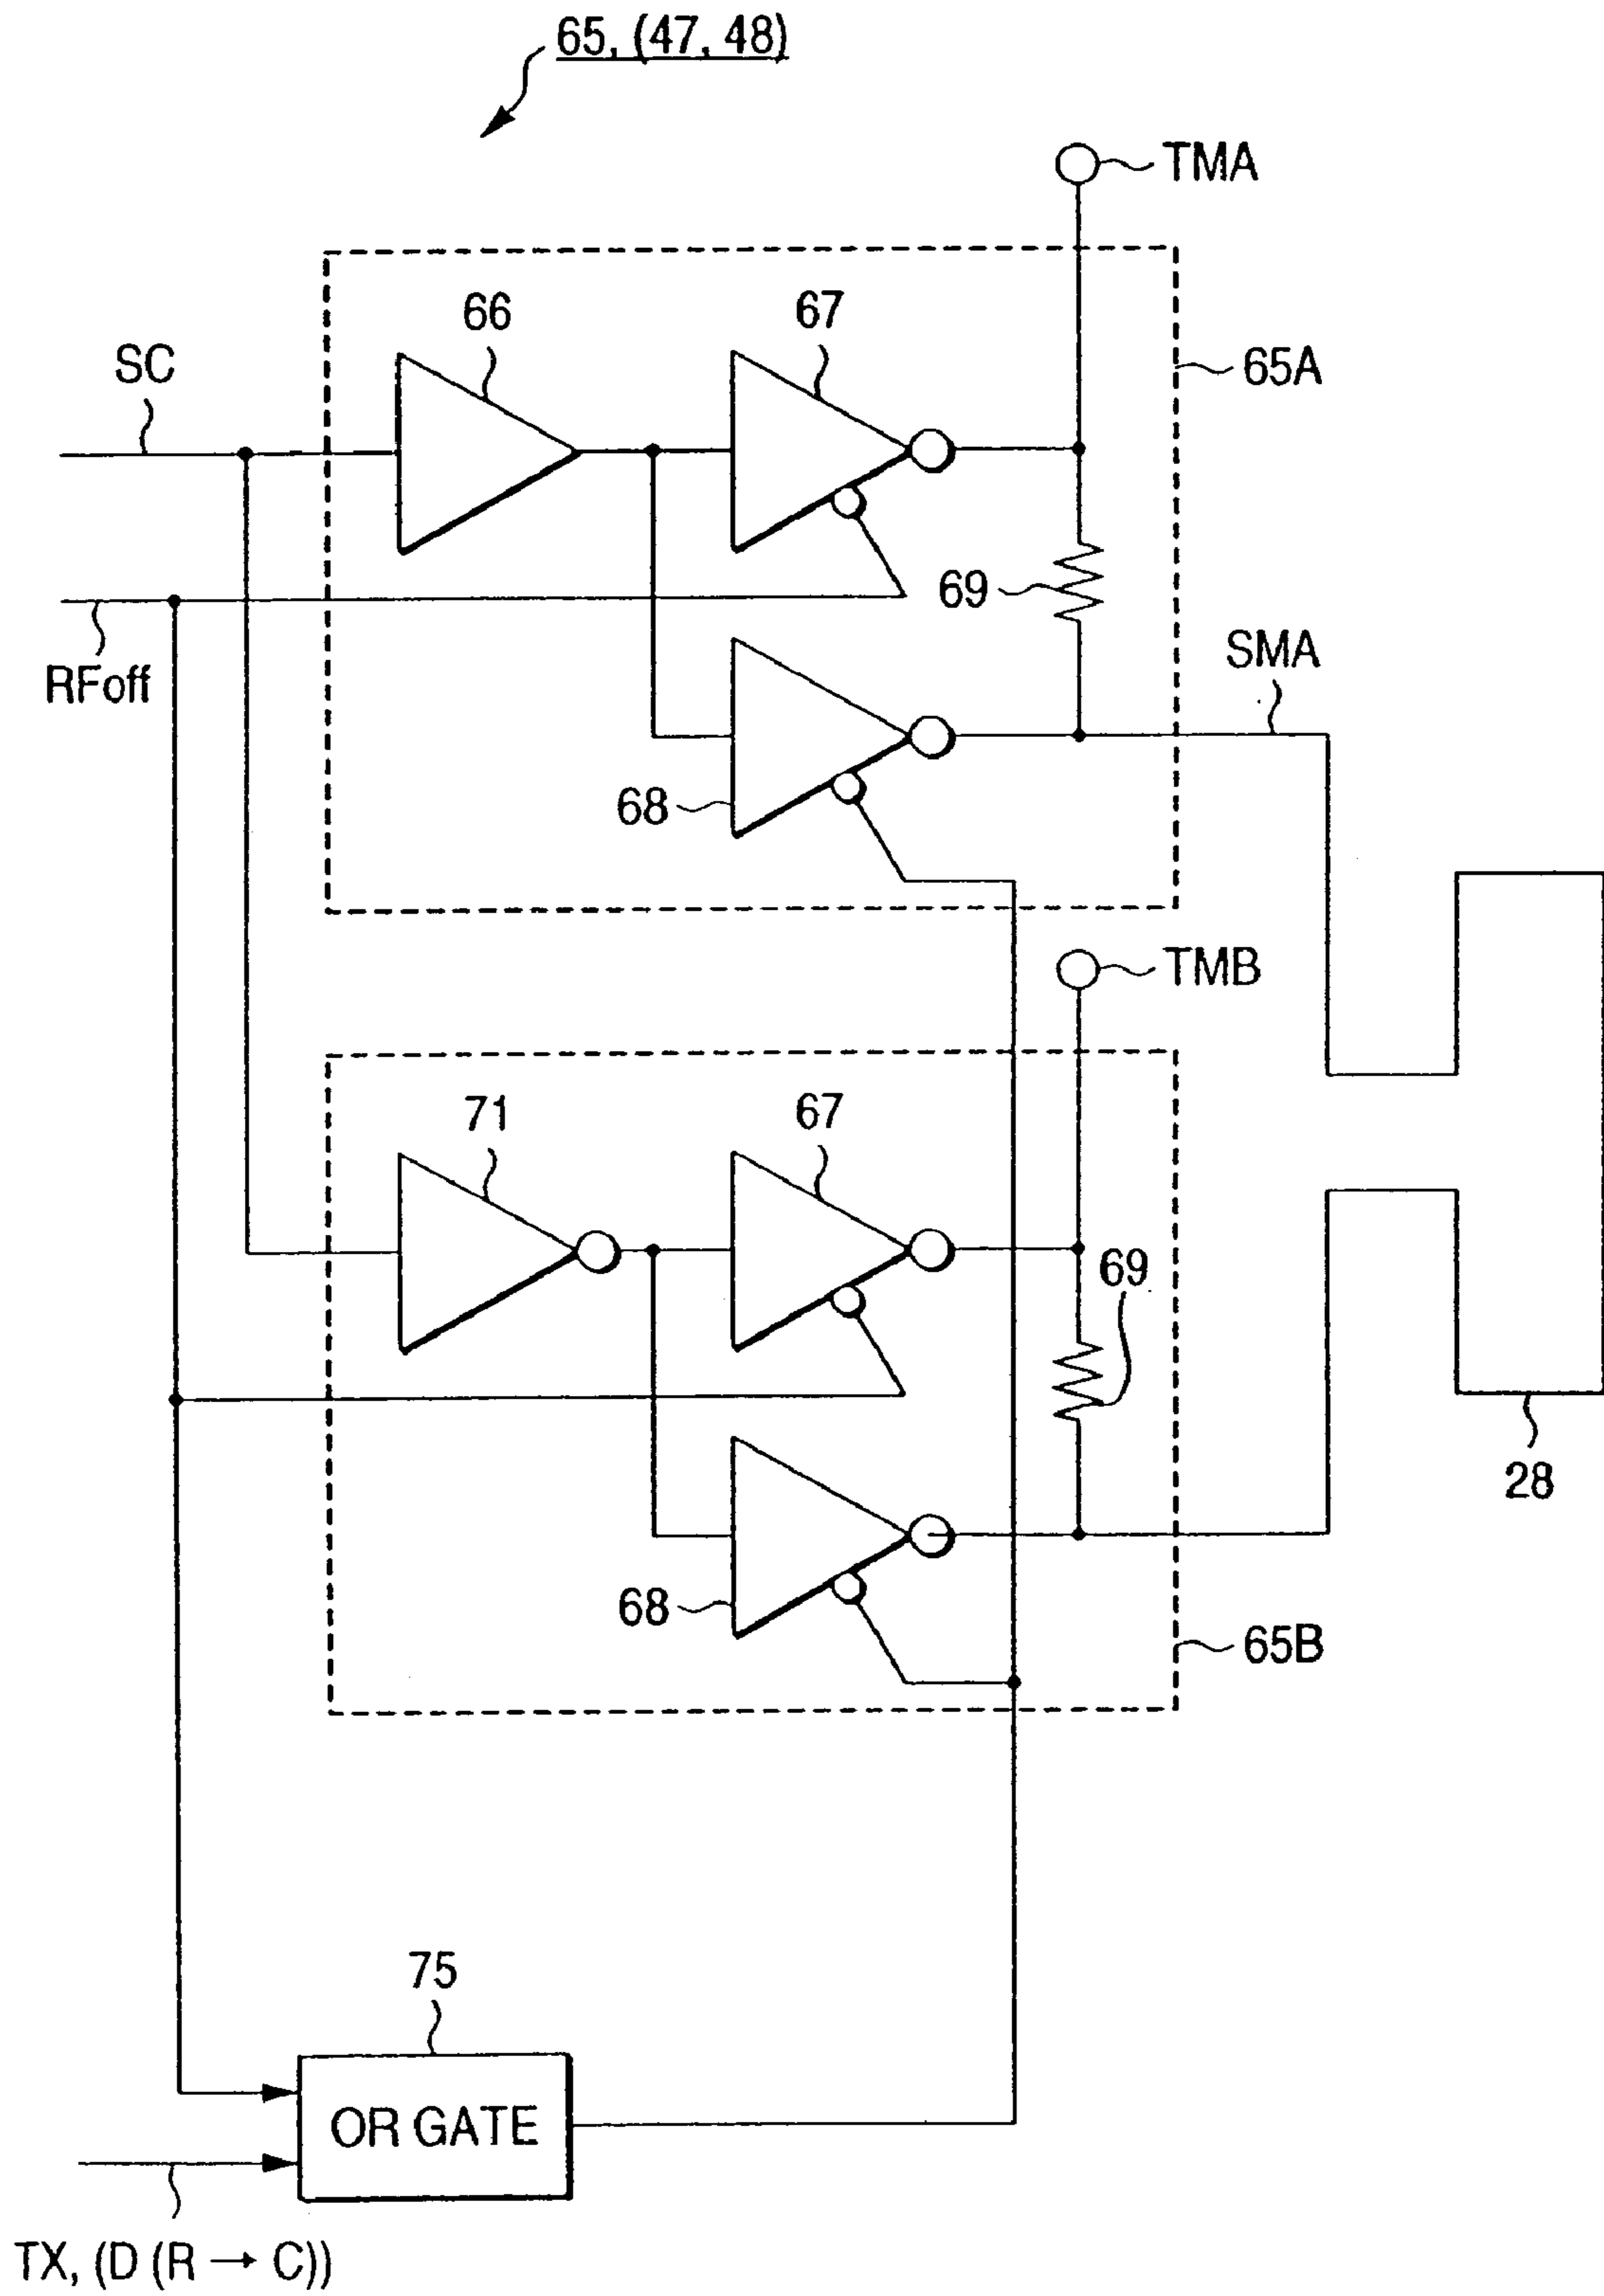 65, (47, 48)
TMA
66
67
SC
65A
69
SMA
RFoff
68
TMB
71
67
69
28
68
65B
75
OR GATE
TX, (D (R → C))